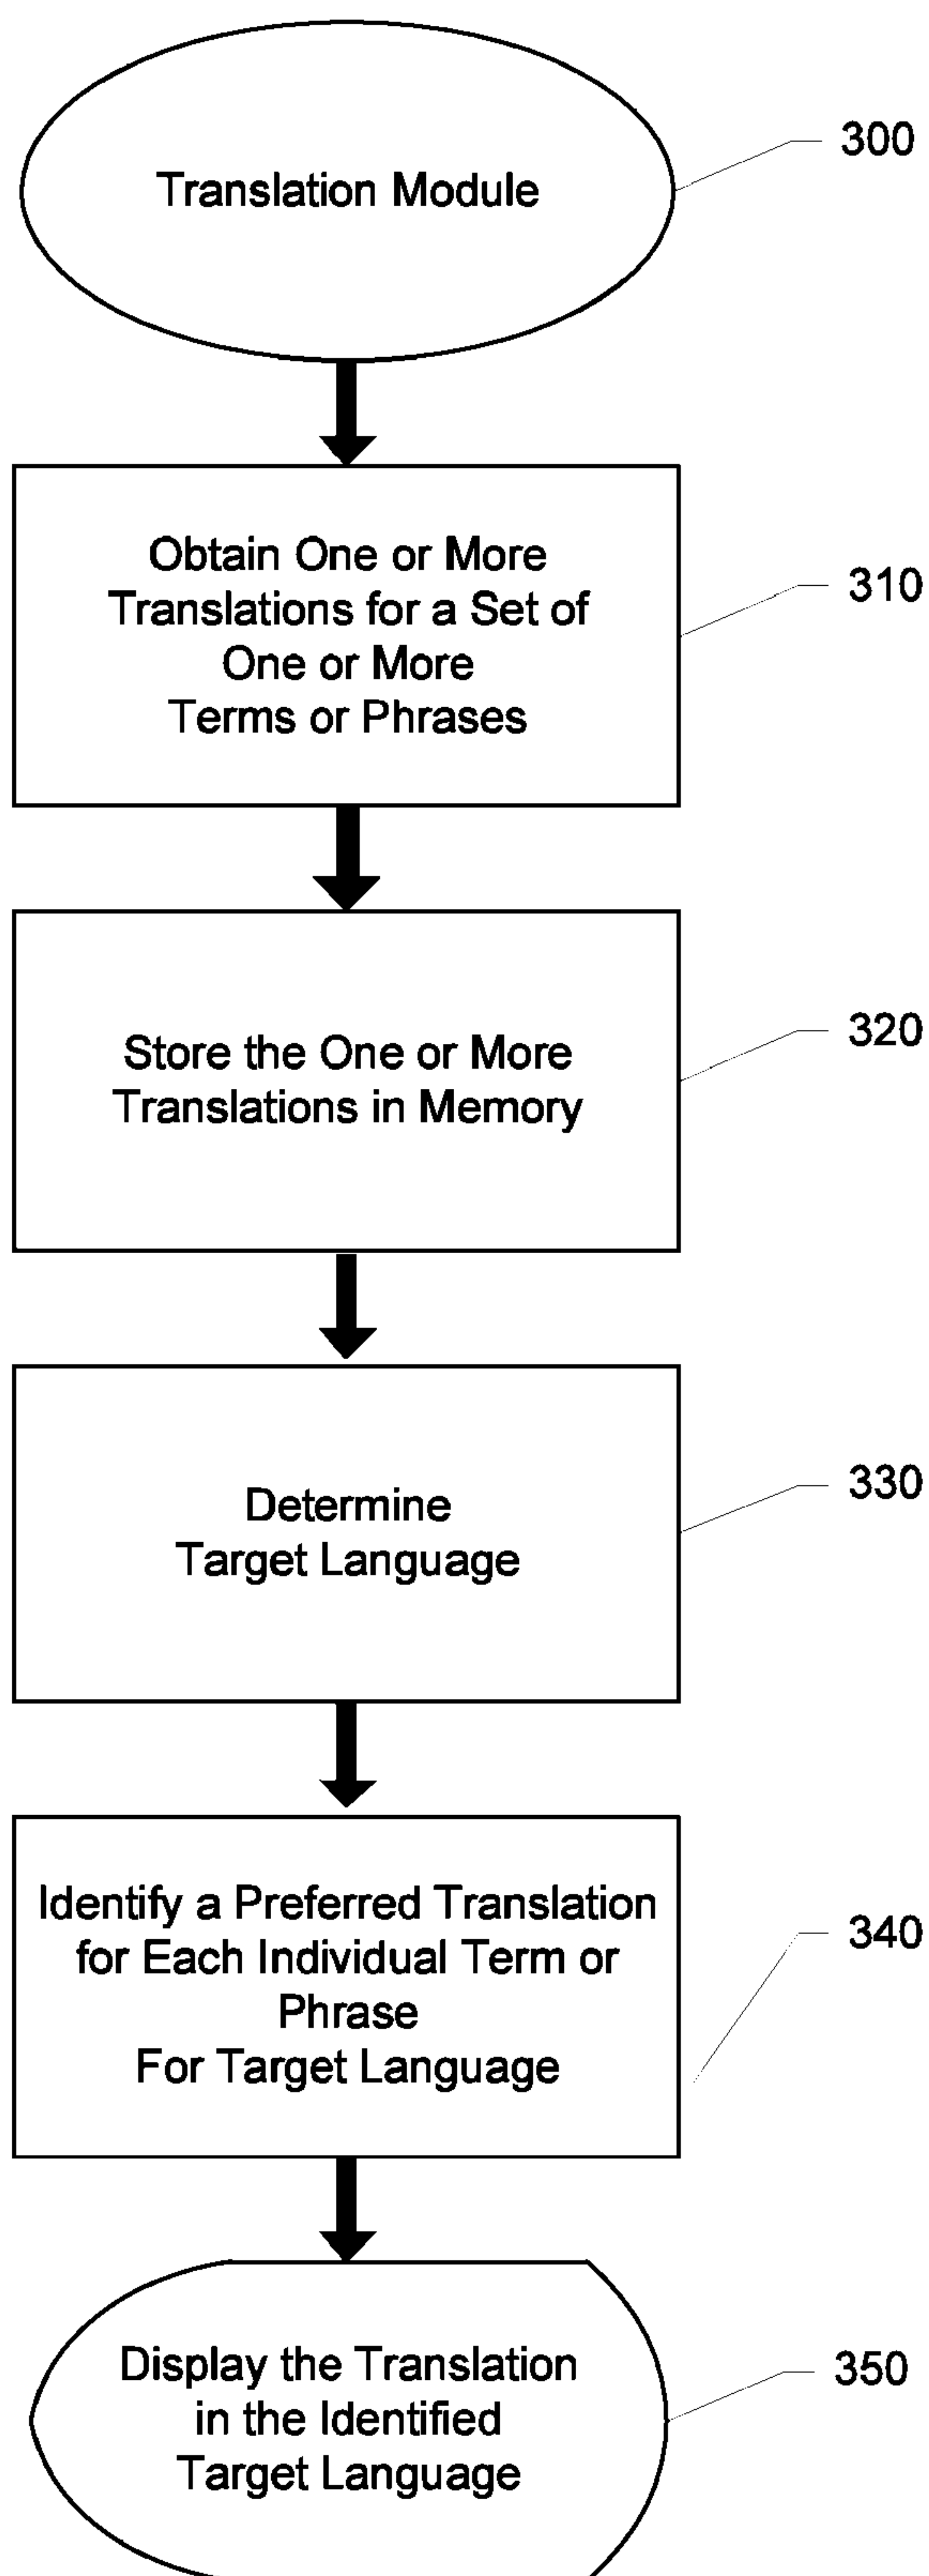 Translation Module
300
Obtain One or More
Translations for a Set of
One or More
Terms or Phrases
310
Store the One or More
Translations in Memory
320
Determine
Target Language
330
Identify a Preferred Translation
for Each Individual Term or
Phrase
For Target Language
340
Display the Translation
in the Identified
Target Language
350